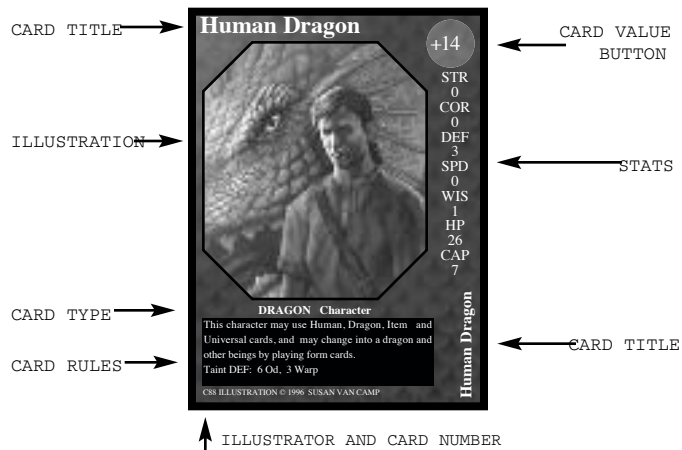 CARD TITLE
Human Dragon
+14
CARD VALUE
BUTTON
STR
0
COR
0
DEF
3
SPD
0
WIS
1
HP
26
CAP
7
ILLUSTRATION
STATS
CARD TYPE
DRAGON Character
CARD RULES
This character may use Human, Dragon, Item and
Universal cards, and may change into a dragon and
other beings by playing form cards.
Taint DEF: 6 Od, 3 Warp
Human Dragon
CARD TITLE
C88 ILLUSTRATION © 1996 SUSAN VAN CAMP
ILLUSTRATOR AND CARD NUMBER